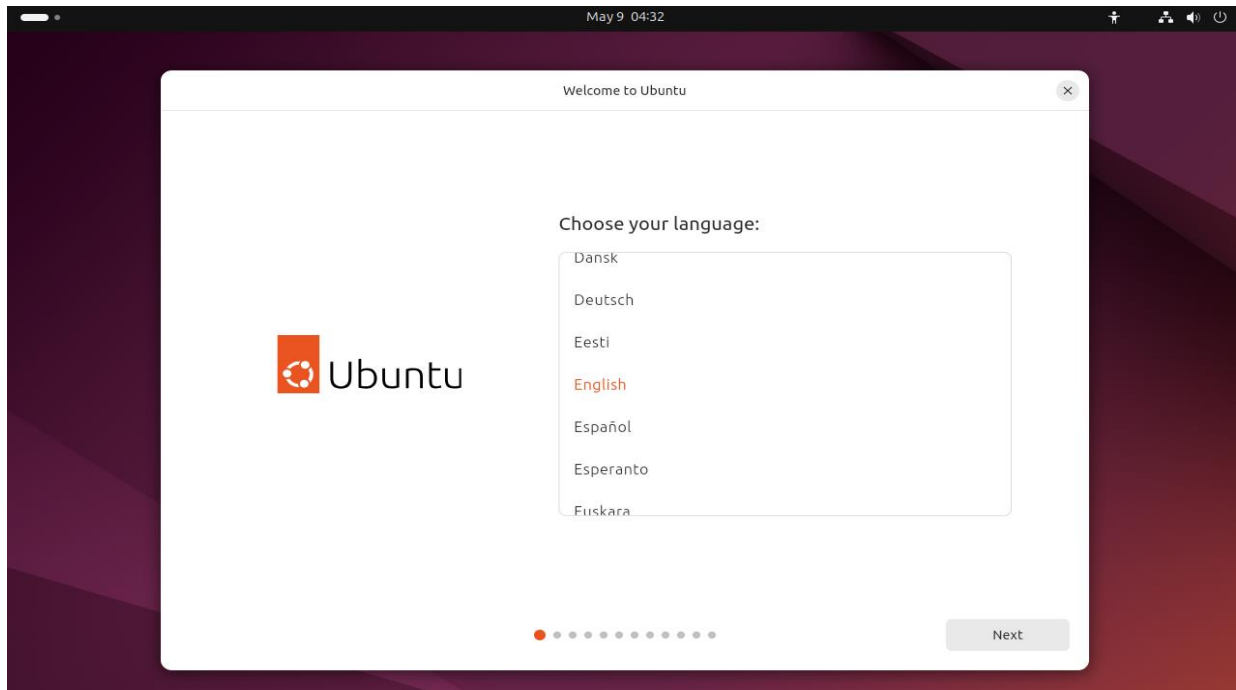 May 9 04:32
Welcome to Ubuntu
Choose your language:
Dansk
Deutsch
Eesti
English
Español
Esperanto
Euskara
Ubuntu
Next